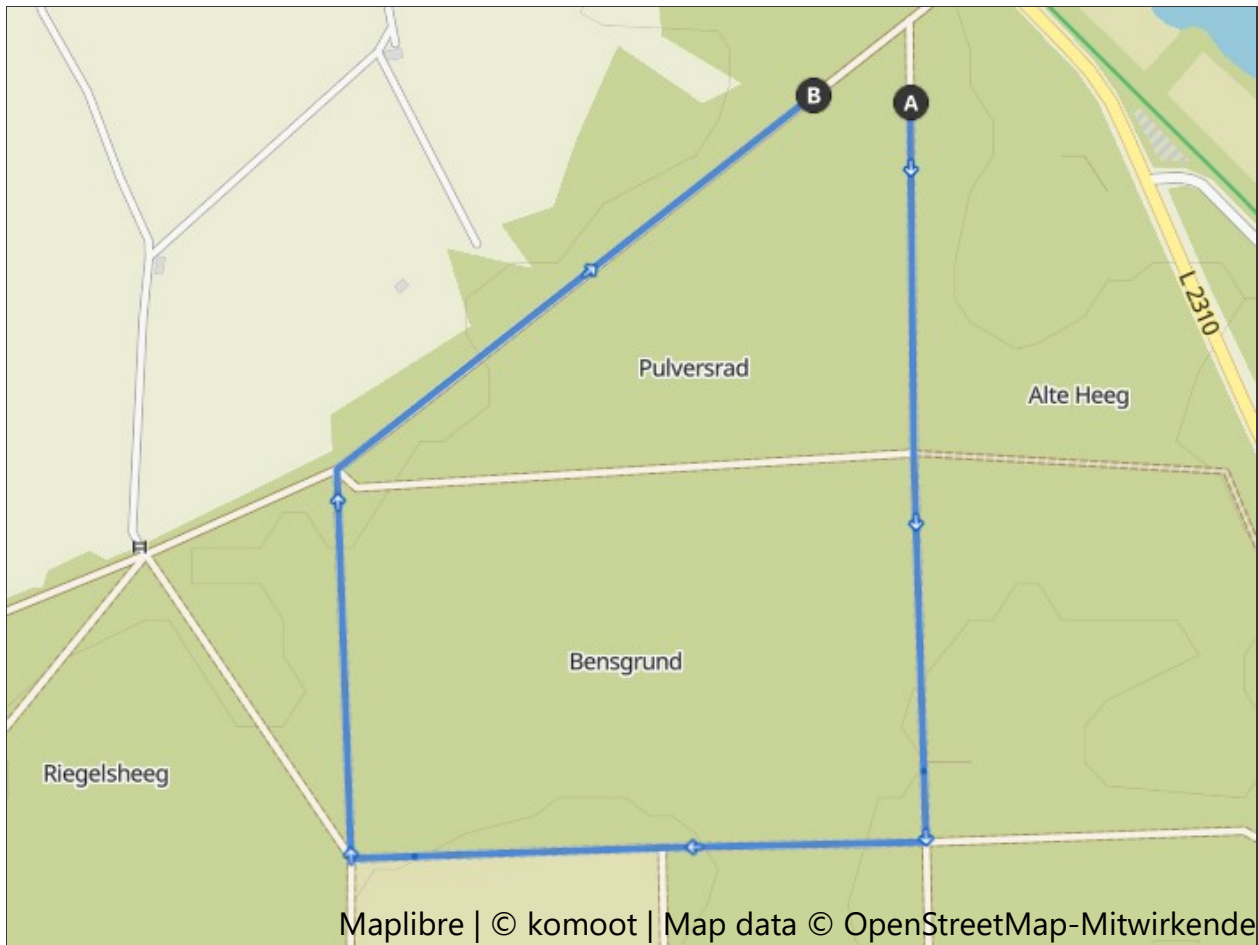 B
A
L 2310
Pulversrad
Alte Heeg
Bensgrund
Riegelsheeg
Maplibre | © komoot | Map data © OpenStreetMap-Mitwirkende